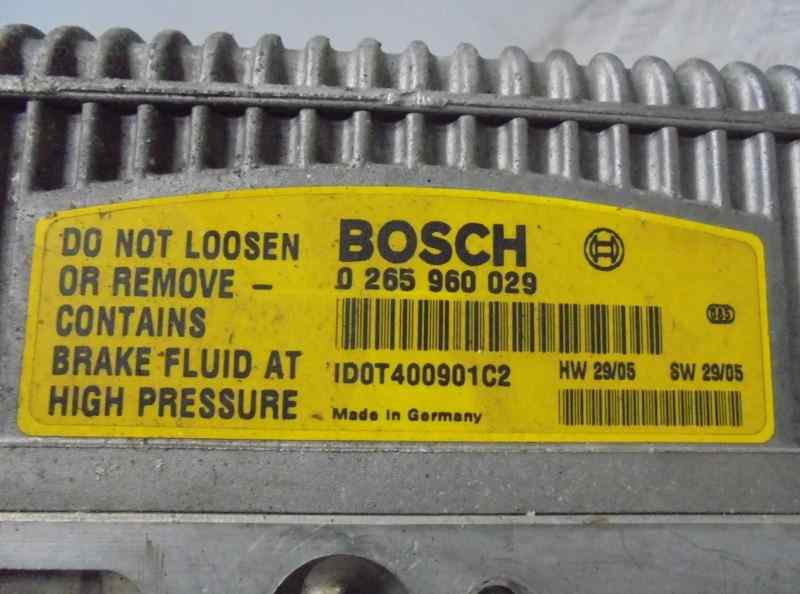 DO NOT LOOSEN
OR REMOVE -
CONTAINS
BRAKE FLUID AT
HIGH PRESSURE
BOSCH
0 265 960 029
ID0T400901C2
Made in Germany
HW 29/05 SW 29/05